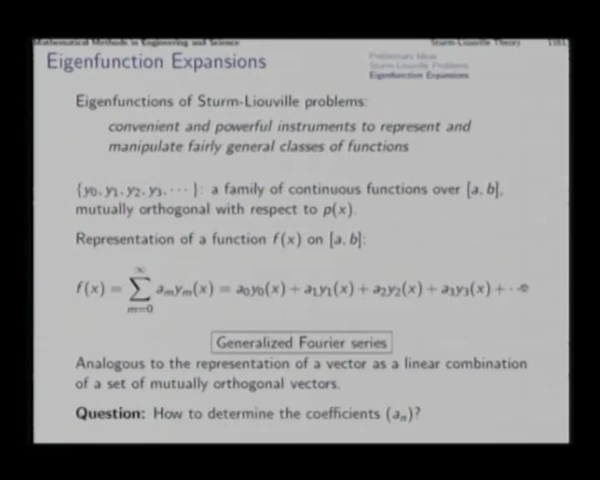 Mathematical Methods in Engineering and Science
Sturm-Liouville Theory
Eigenfunction Expansions
Preliminary Ideas
Sturm-Liouville Problems
Eigenfunction Expansions
Eigenfunctions of Sturm-Liouville problems:
convenient and powerful instruments to represent and
manipulate fairly general classes of functions
{y₀, y₁, y₂, y₃, ⋯ }: a family of continuous functions over [a, b],
mutually orthogonal with respect to p(x).
Representation of a function f(x) on [a, b]:
f(x) = ∑_{m=0}^{∞} aₘyₘ(x) = a₀y₀(x) + a₁y₁(x) + a₂y₂(x) + a₃y₃(x) + ⋯
Generalized Fourier series
Analogous to the representation of a vector as a linear combination
of a set of mutually orthogonal vectors.
Question: How to determine the coefficients (aₙ)?